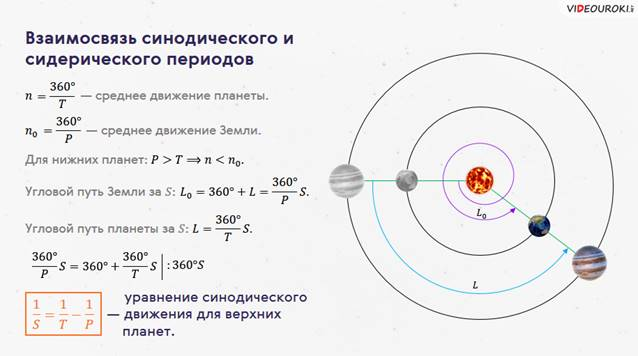 VIDEOUROKI.RU
Взаимосвязь синодического и
сидерического периодов
n = 360°/T — среднее движение планеты.
n₀ = 360°/P — среднее движение Земли.
Для нижних планет: P > T ⟹ n < n₀.
Угловой путь Земли за S: L₀ = 360° + L = 360°/P S.
Угловой путь планеты за S: L = 360°/T S.
360°/P S = 360° + 360°/T S | : 360°S
1/S = 1/T − 1/P — уравнение синодического
движения для верхних
планет.
L₀
L